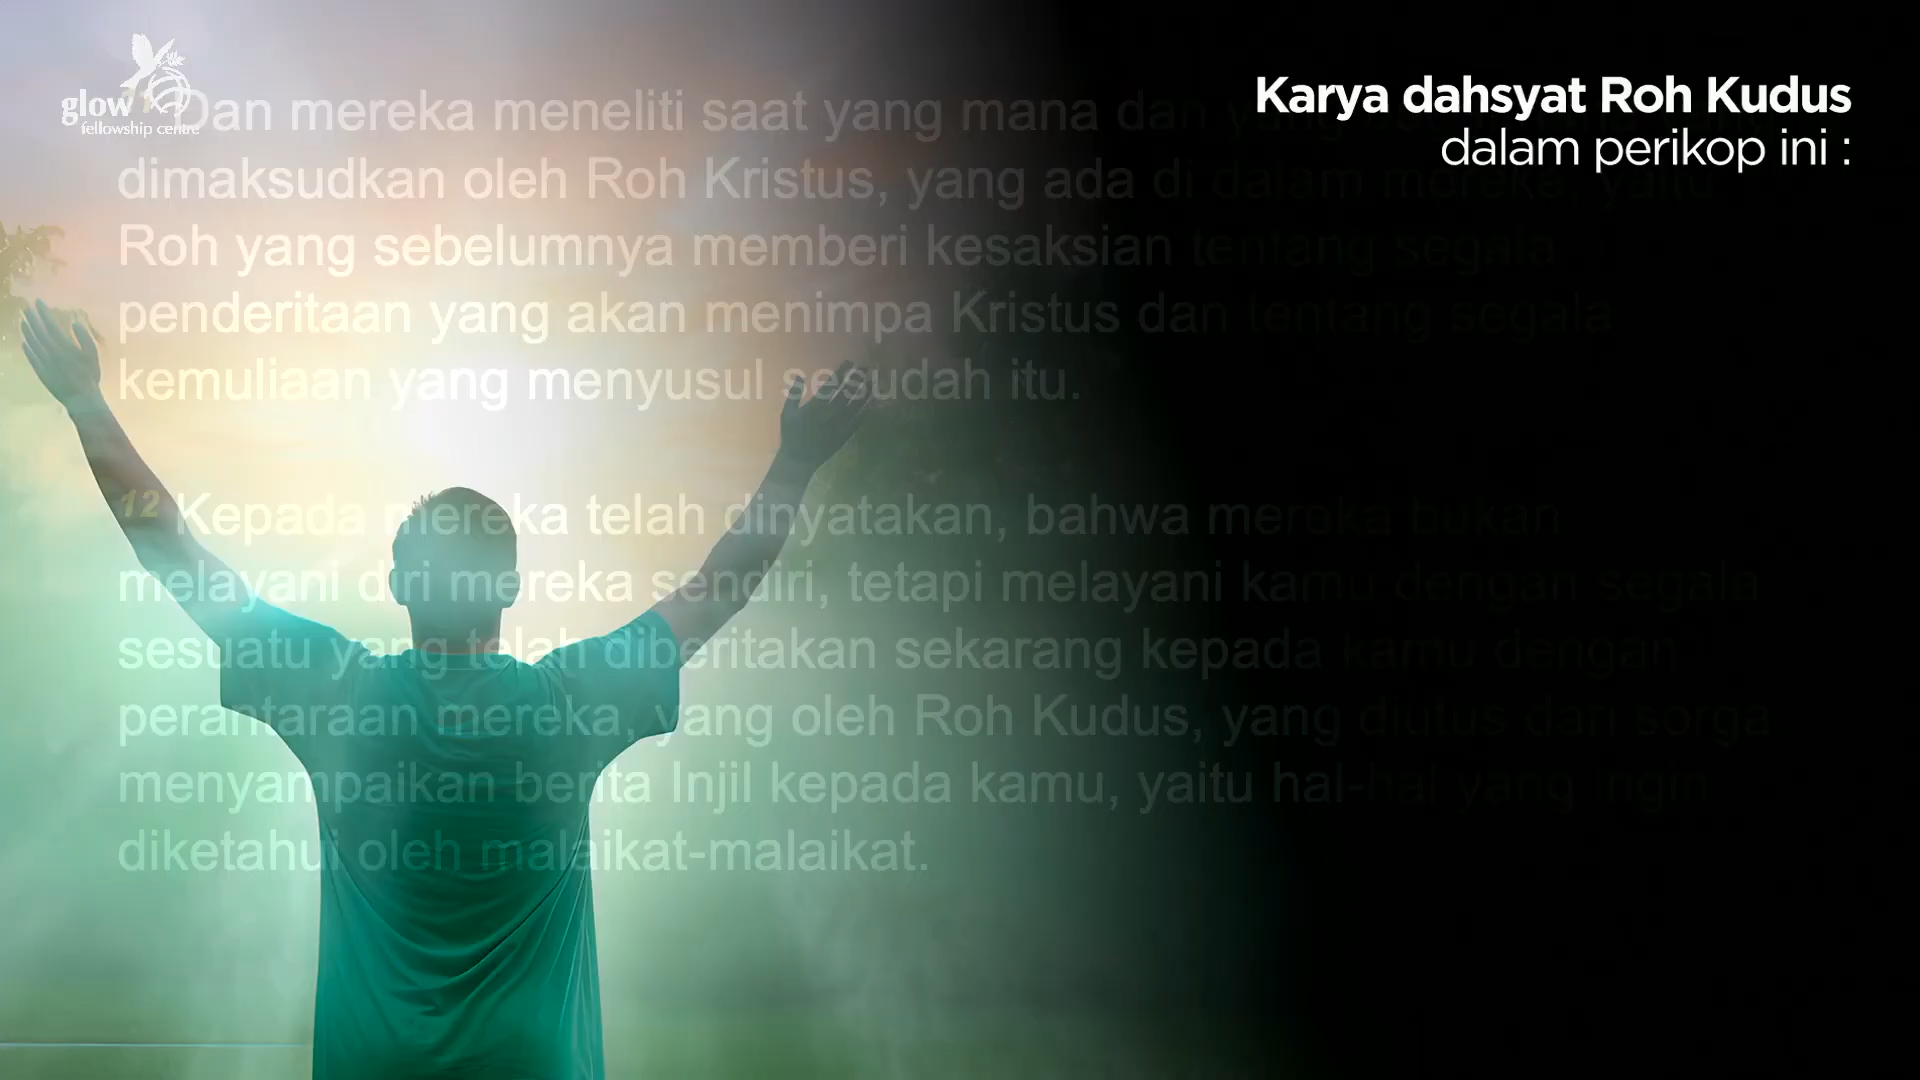 glow
fellowship centre
Karya dahsyat Roh Kudus
dalam perikop ini :
Dan mereka meneliti saat yang mana dan yang
dimaksudkan oleh Roh Kristus, yang ada di dalam mereka, yaitu
Roh yang sebelumnya memberi kesaksian tentang segala
penderitaan yang akan menimpa Kristus dan tentang segala
kemuliaan yang menyusul sesudah itu.
12 Kepada mereka telah dinyatakan, bahwa mereka bukan
melayani diri mereka sendiri, tetapi melayani kamu dengan segala
sesuatu yang telah diberitakan sekarang kepada kamu dengan
perantaraan mereka, yang oleh Roh Kudus, yang diutus dari sorga
menyampaikan berita Injil kepada kamu, yaitu hal-hal yang ingin
diketahui oleh malaikat-malaikat.